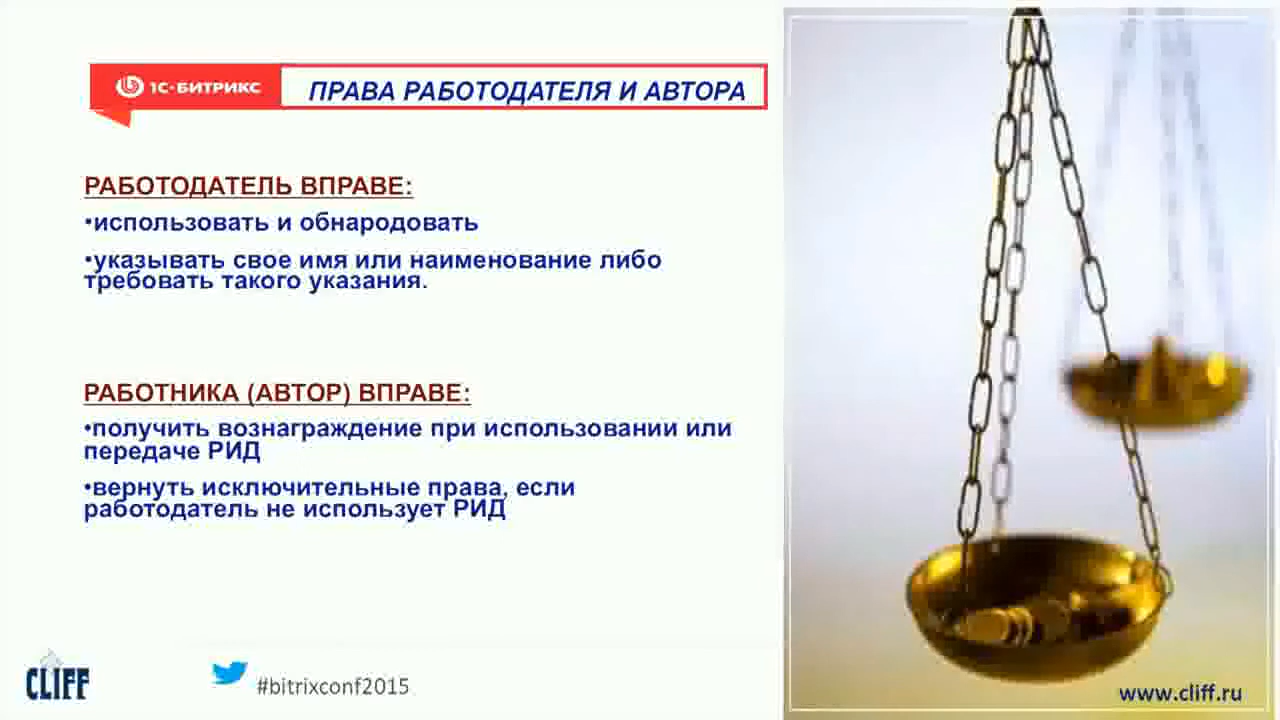 1С-БИТРИКС
ПРАВА РАБОТОДАТЕЛЯ И АВТОРА
РАБОТОДАТЕЛЬ ВПРАВЕ:
•использовать и обнародовать
•указывать свое имя или наименование либо
требовать такого указания.
РАБОТНИКА (АВТОР) ВПРАВЕ:
•получить вознаграждение при использовании или
передаче РИД
•вернуть исключительные права, если
работодатель не использует РИД
CLIFF
#bitrixconf2015
www.cliff.ru